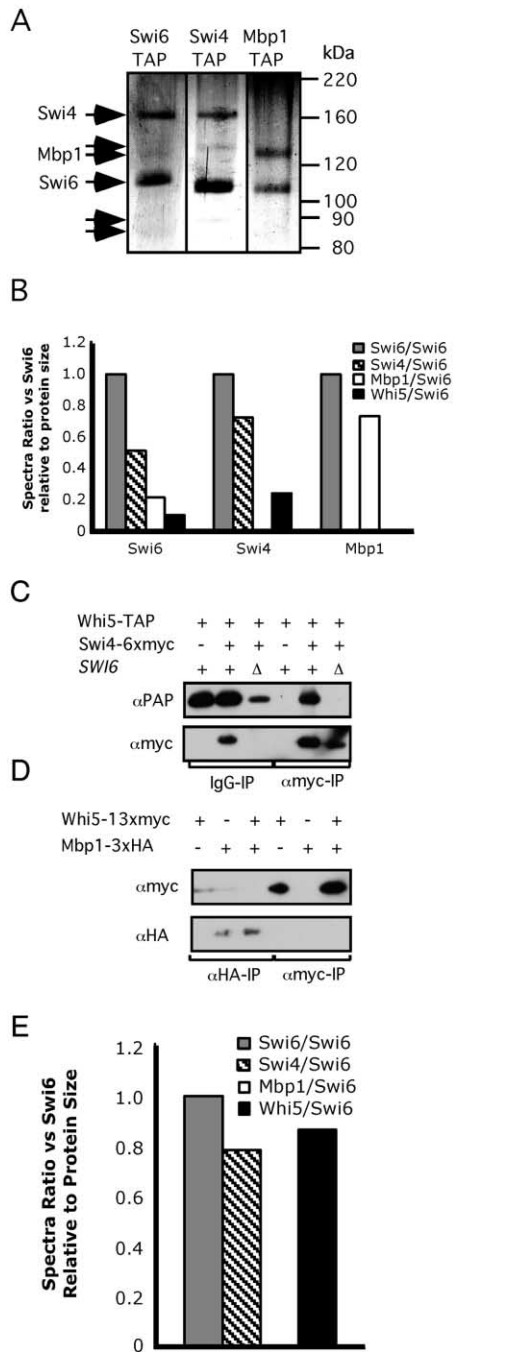 A
Swi6 Swi4 Mbp1
TAP TAP TAP kDa
220
Swi4 160
Mbp1
120
Swi6
100
90
80
B
Spectra Ratio vs Swi6
relative to protein size
1.2
1.0
0.8
0.6
0.4
0.2
0
Swi6/Swi6
Swi4/Swi6
Mbp1/Swi6
Whi5/Swi6
Swi6 Swi4 Mbp1
C
Whi5-TAP + + + + + +
Swi4-6xmyc - + + - + +
SWI6 + + Δ + + Δ
αPAP
αmyc
IgG-IP αmyc-IP
D
Whi5-13xmyc + - + + - +
Mbp1-3xHA - + + - + +
αmyc
αHA
αHA-IP αmyc-IP
E
Spectra Ratio vs Swi6
Relative to Protein Size
1.2
1.0
0.8
0.6
0.4
0.2
0
Swi6/Swi6
Swi4/Swi6
Mbp1/Swi6
Whi5/Swi6